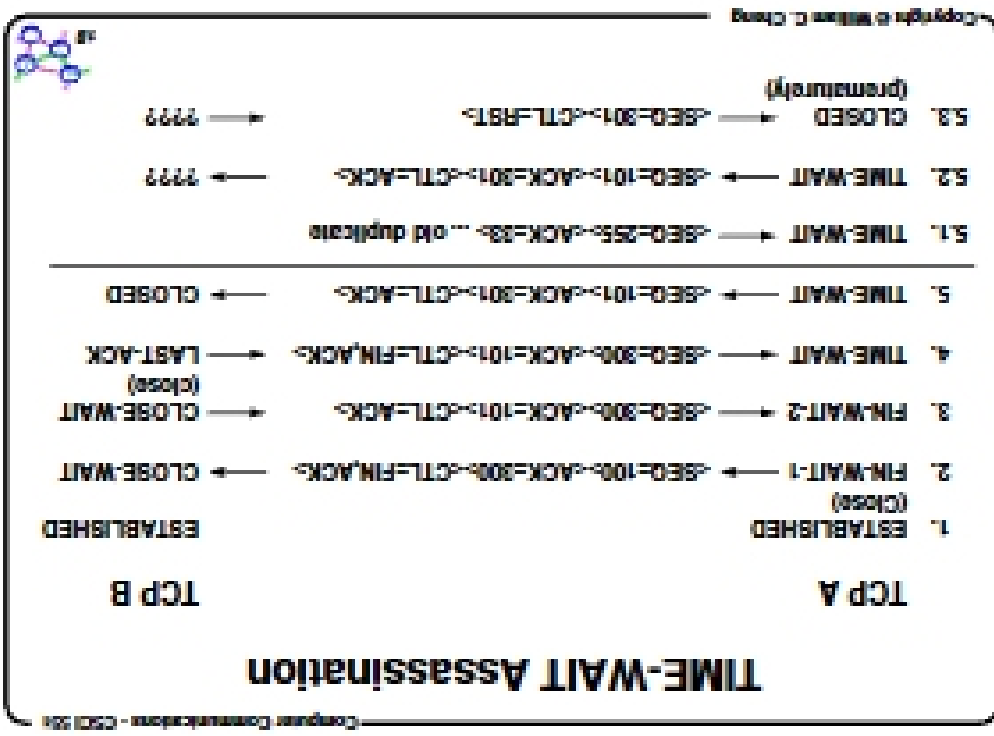 Computer Communications - CSCI 551
TIME-WAIT Assassination
TCP A TCP B
1. ESTABLISHED ESTABLISHED
(Close)
2. FIN-WAIT-1 → <SEQ=100><ACK=300><CTL=FIN,ACK> → CLOSE-WAIT
3. FIN-WAIT-2 ← <SEQ=300><ACK=101><CTL=ACK> ← CLOSE-WAIT
(close)
4. TIME-WAIT ← <SEQ=300><ACK=101><CTL=FIN,ACK> ← LAST-ACK
5. TIME-WAIT → <SEQ=101><ACK=301><CTL=ACK> → CLOSED
5.1. TIME-WAIT ← <SEQ=255><ACK=33> ... old duplicate
5.2. TIME-WAIT → <SEQ=101><ACK=301><CTL=ACK> → ????
5.3. CLOSED ← <SEQ=301><CTL=RST> ← ????
(prematurely)
Copyright © William C. Cheng